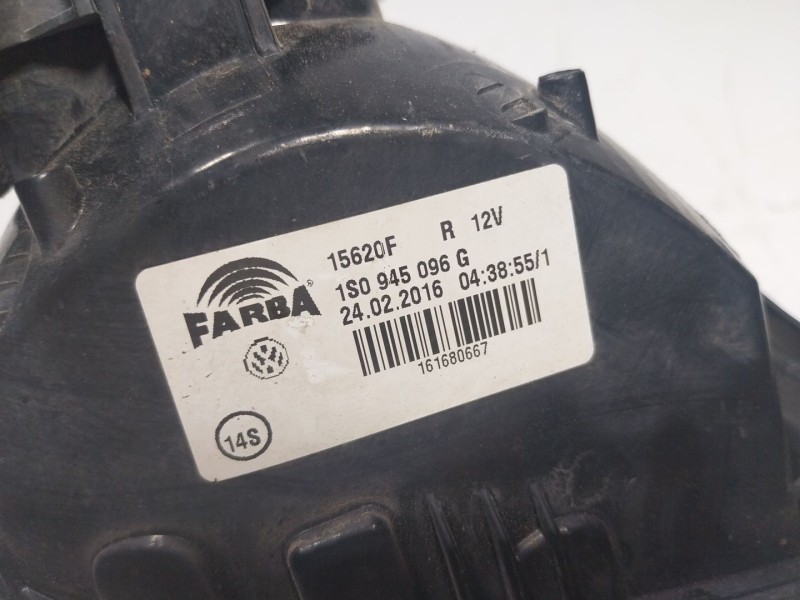 15620F R 12V
FARBA®
1S0 945 096 G
24.02.2016 04:38:55/1
161680667
14S